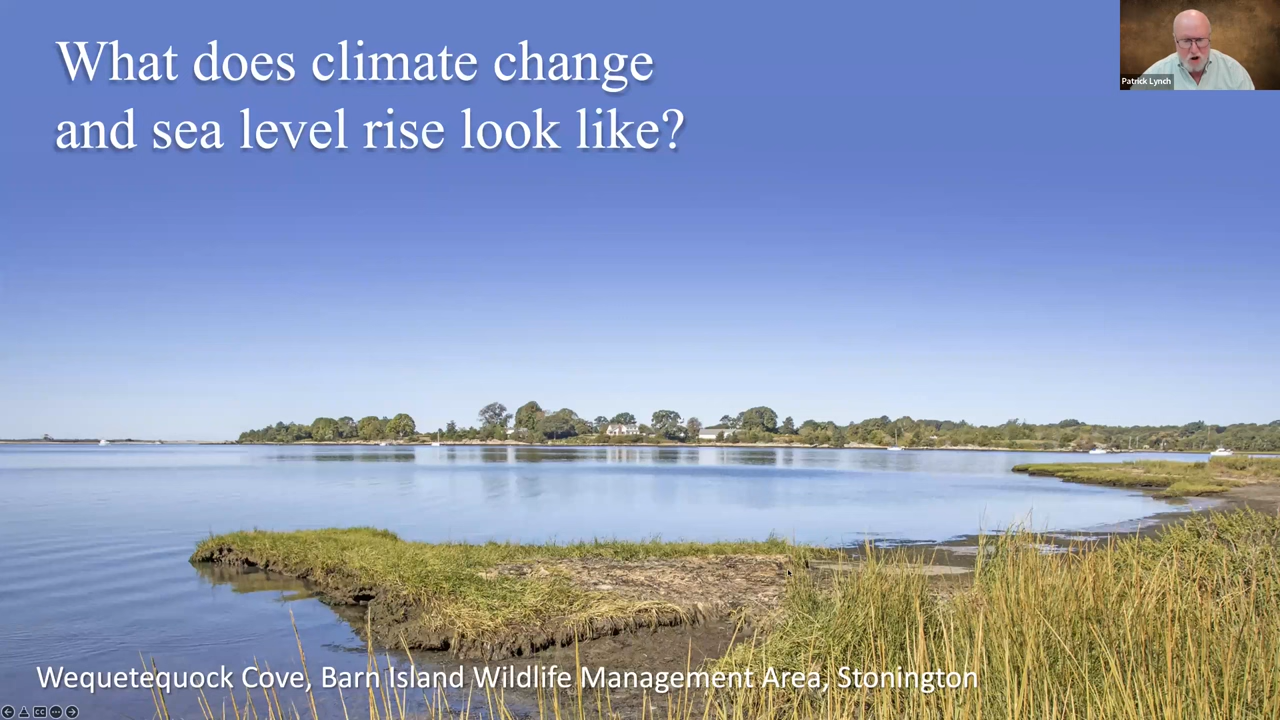 What does climate change
and sea level rise look like?
Patrick Lynch
Wequetequock Cove, Barn Island Wildlife Management Area, Stonington
CC